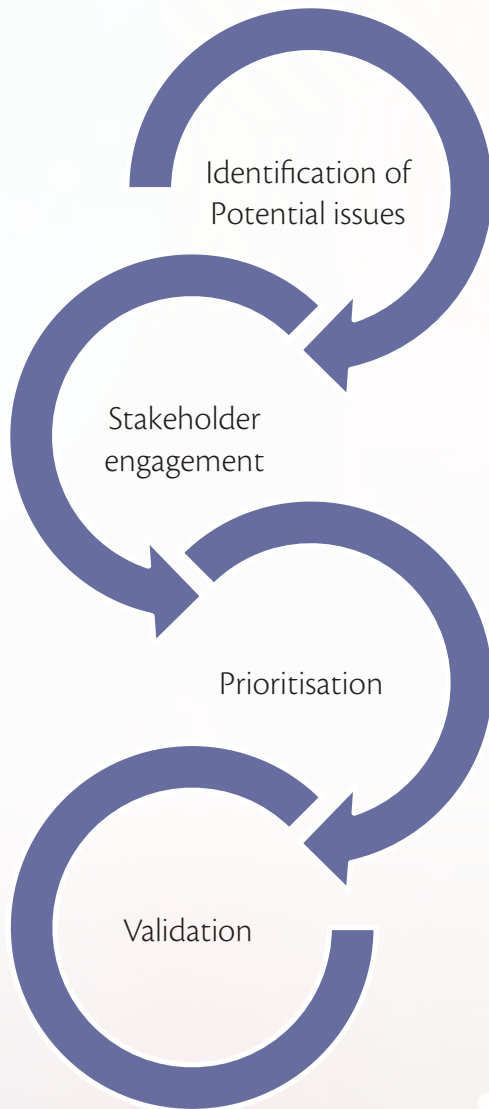 Identification of
Potential issues
Stakeholder
engagement
Prioritisation
Validation